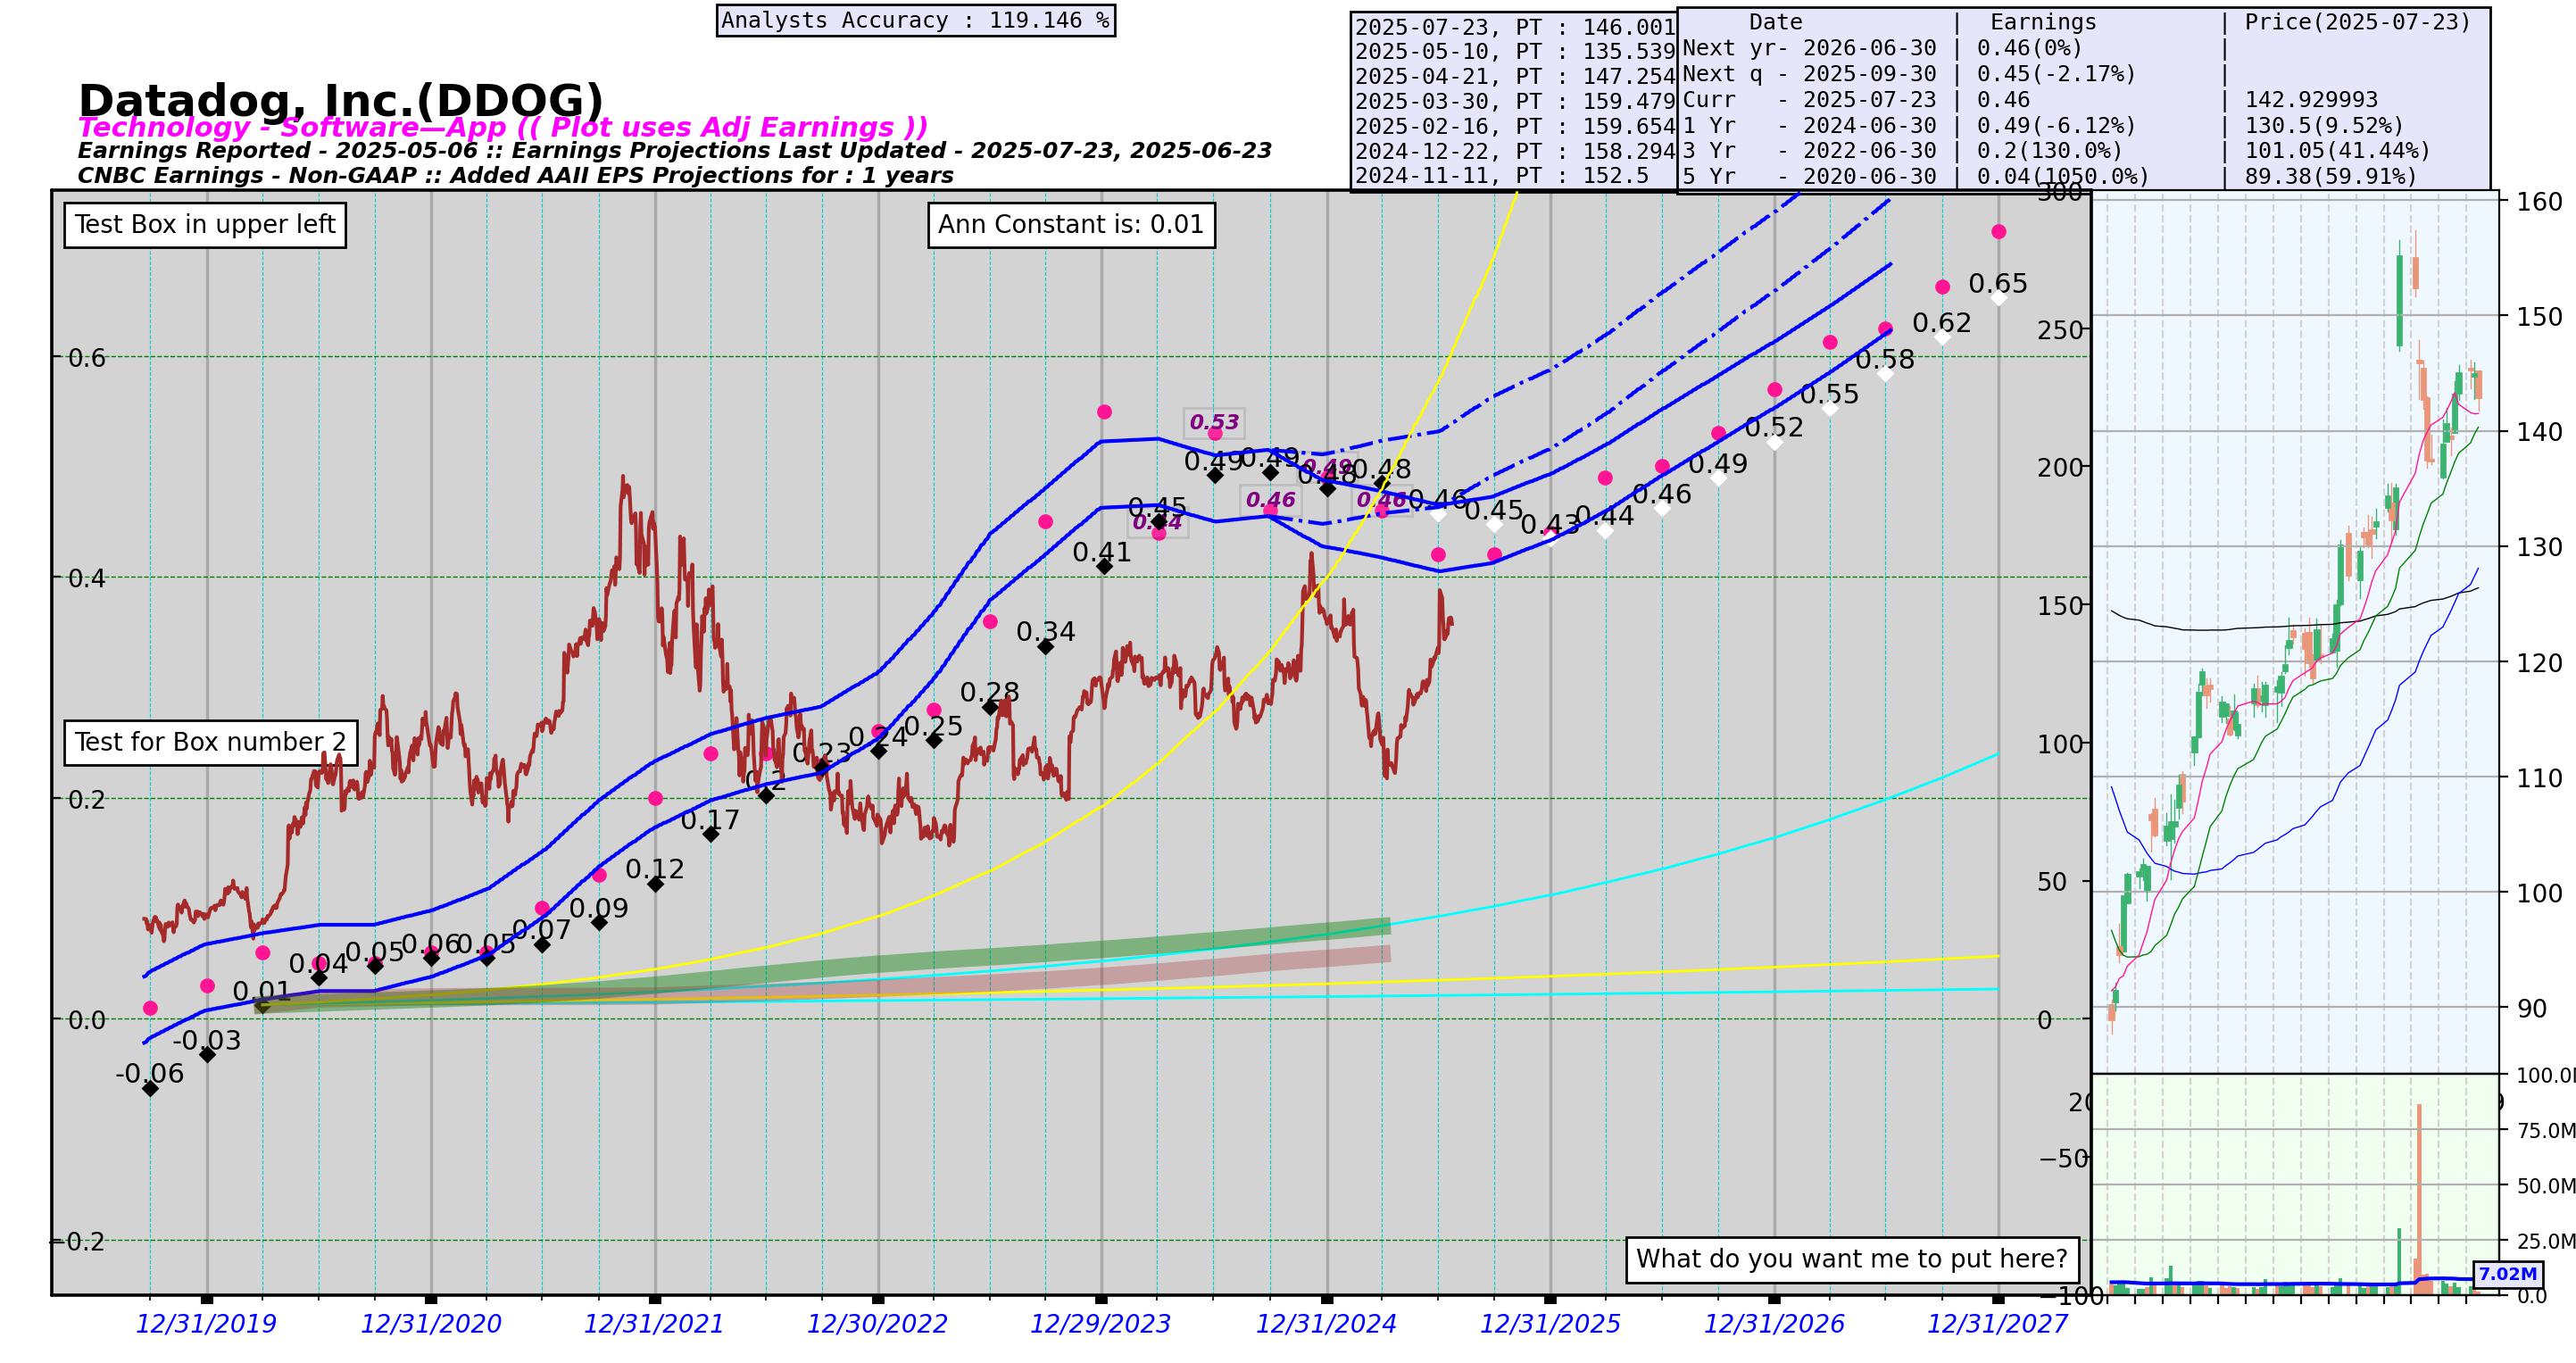 Analysts Accuracy : 119.146 %
2025-07-23, PT : 146.001
2025-05-10, PT : 135.539
2025-04-21, PT : 147.254
2025-03-30, PT : 159.479
2025-02-16, PT : 159.654
2024-12-22, PT : 158.294
2024-11-11, PT : 152.5
Date | Earnings | Price(2025-07-23)
Next yr- 2026-06-30 | 0.46(0%) |
Next q - 2025-09-30 | 0.45(-2.17%) |
Curr - 2025-07-23 | 0.46 | 142.929993
1 Yr - 2024-06-30 | 0.49(-6.12%) | 130.5(9.52%)
3 Yr - 2022-06-30 | 0.2(130.0%) | 101.05(41.44%)
5 Yr - 2020-06-30 | 0.04(1050.0%) | 89.38(59.91%)
Datadog, Inc.(DDOG)
Technology - Software—App (( Plot uses Adj Earnings ))
Earnings Reported - 2025-05-06 :: Earnings Projections Last Updated - 2025-07-23, 2025-06-23
CNBC Earnings - Non-GAAP :: Added AAII EPS Projections for : 1 years
Test Box in upper left
Ann Constant is: 0.01
Test for Box number 2
What do you want me to put here?
0.6
0.4
0.2
0.0
−0.2
-0.06
-0.03
0.01
0.04
0.05
0.06
0.05
0.07
0.09
0.12
0.17
0.2
0.23
0.24
0.25
0.28
0.34
0.41
0.45
0.44
0.53
0.49
0.49
0.46
0.49
0.48
0.48
0.46
0.46
0.45
0.43
0.44
0.46
0.49
0.52
0.55
0.58
0.62
0.65
300
250
200
150
100
50
0
−50
−100
160
150
140
130
120
110
100
90
75.0M
50.0M
25.0M
7.02M
0.0
12/31/2019
12/31/2020
12/31/2021
12/30/2022
12/29/2023
12/31/2024
12/31/2025
12/31/2026
12/31/2027